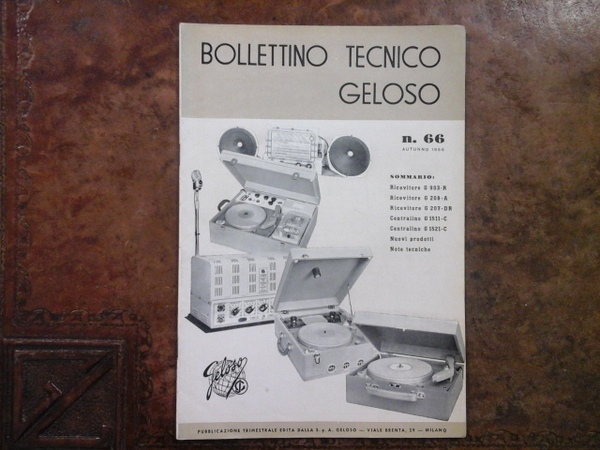 BOLLETTINO TECNICO
GELOSO
n. 66
AUTUNNO 1956
SOMMARIO:
Ricevitore G 903-R
Ricevitore G 208-A
Ricevitore G 207-DR
Centralino G 1511-C
Centralino G 1521-C
Nuovi prodotti
Note tecniche
Geloso
PUBBLICAZIONE TRIMESTRALE EDITA DALLA S. p. A. GELOSO — VIALE BRENTA, 29 — MILANO